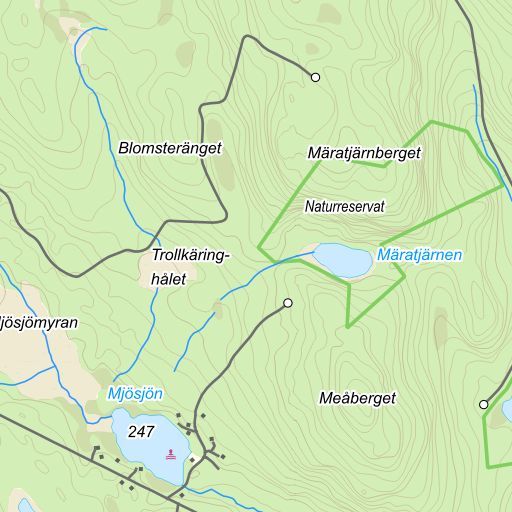 Blomsteränget
Märatjärnberget
Naturreservat
Trollkäring-
hålet
Märatjärnen
jösjömyran
Mjösjön
Meåberget
247